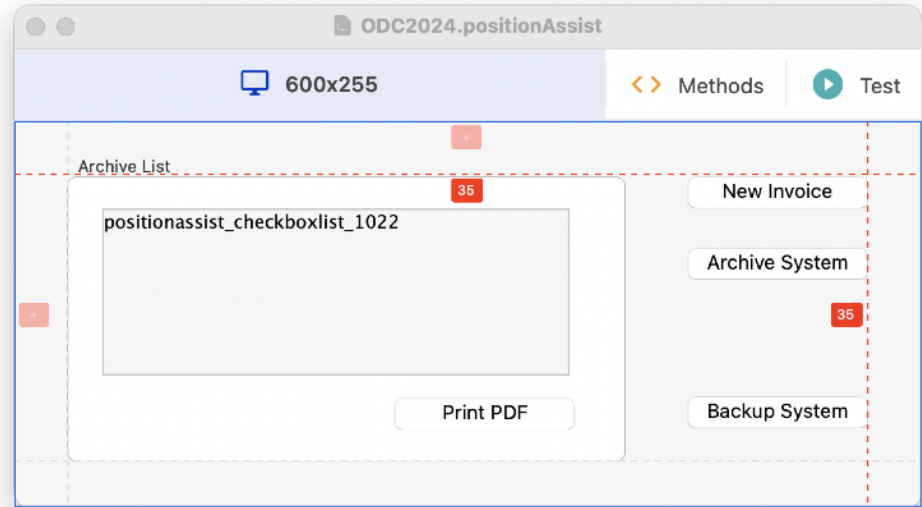 ODC2024.positionAssist
600x255
Methods
Test
+
Archive List
35
New Invoice
positionassist_checkboxlist_1022
Archive System
+
35
Print PDF
Backup System